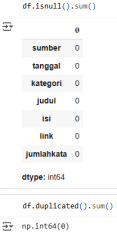 df.isnull().sum()
0
sumber 0
tanggal 0
kategori 0
judul 0
isi 0
link 0
jumlahkata 0
dtype: int64
df.duplicated().sum()
np.int64(0)